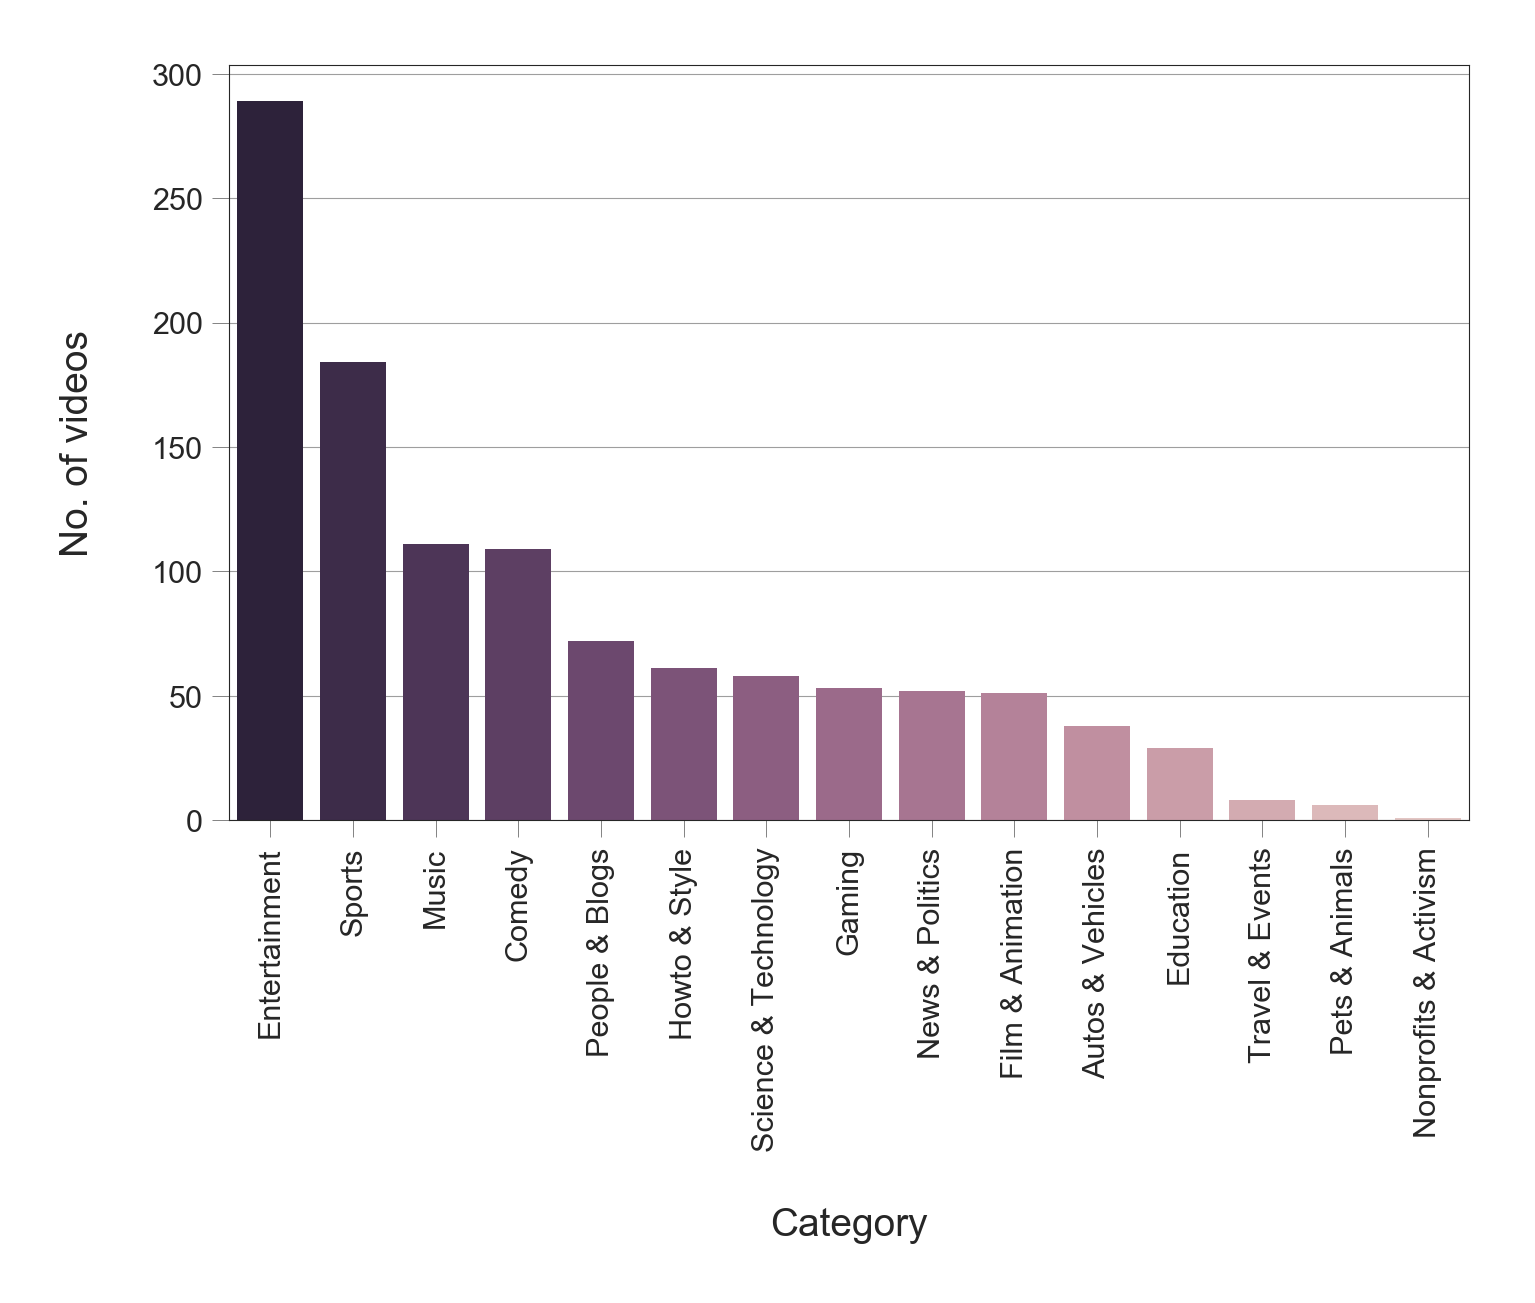 300
250
200
150
100
50
0
No. of videos
Entertainment
Sports
Music
Comedy
People & Blogs
Howto & Style
Science & Technology
Gaming
News & Politics
Film & Animation
Autos & Vehicles
Education
Travel & Events
Pets & Animals
Nonprofits & Activism
Category